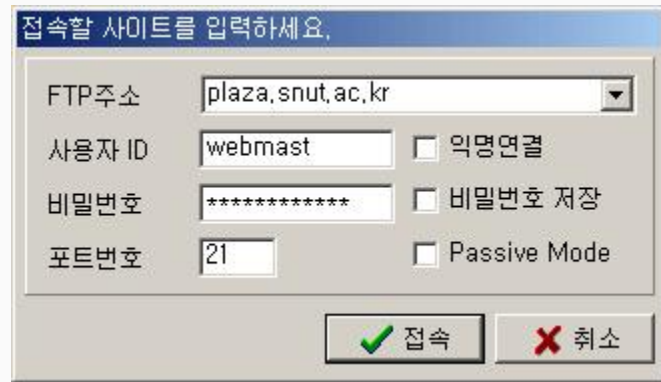 접속할 사이트를 입력하세요.
FTP주소 plaza.snut.ac.kr
사용자 ID webmast 익명연결
비밀번호 ************ 비밀번호 저장
포트번호 21 Passive Mode
접속 취소